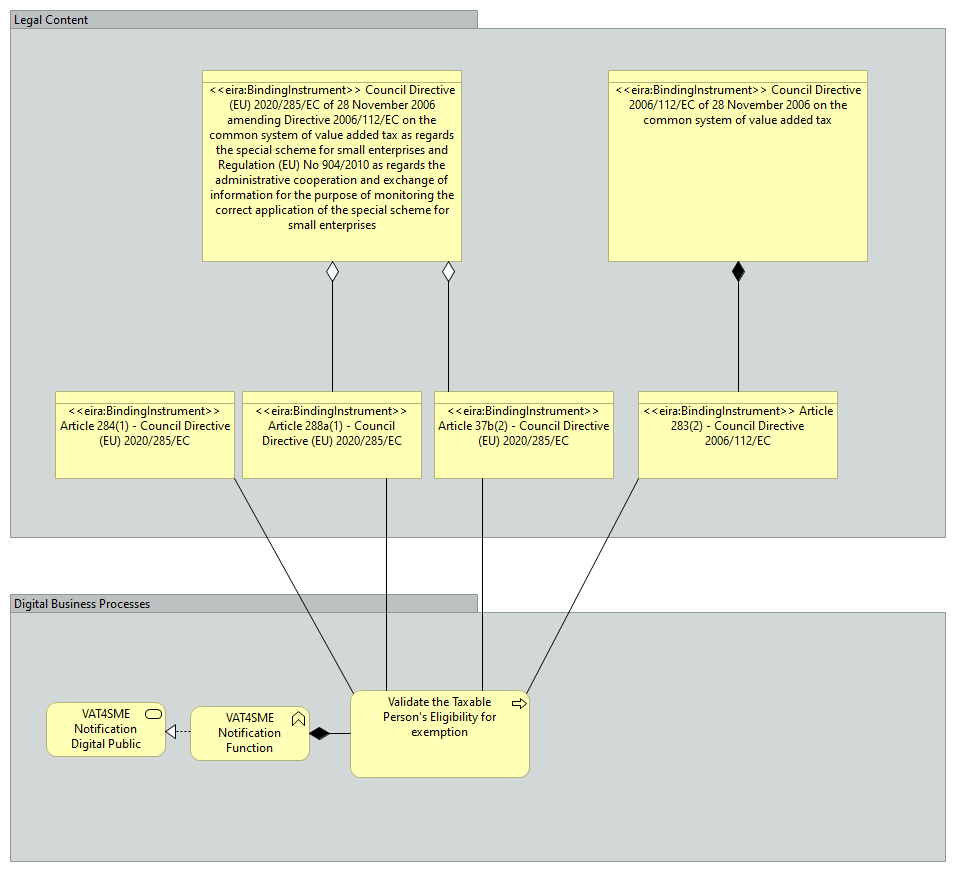 Legal Content
<<eira:BindingInstrument>> Council Directive
(EU) 2020/285/EC of 28 November 2006
amending Directive 2006/112/EC on the
common system of value added tax as regards
the special scheme for small enterprises and
Regulation (EU) No 904/2010 as regards the
administrative cooperation and exchange of
information for the purpose of monitoring the
correct application of the special scheme for
small enterprises
<<eira:BindingInstrument>> Council Directive
2006/112/EC of 28 November 2006 on the
common system of value added tax
<<eira:BindingInstrument>>
Article 284(1) - Council Directive
(EU) 2020/285/EC
<<eira:BindingInstrument>>
Article 288a(1) - Council
Directive (EU) 2020/285/EC
<<eira:BindingInstrument>>
Article 37b(2) - Council Directive
(EU) 2020/285/EC
<<eira:BindingInstrument>> Article
283(2) - Council Directive
2006/112/EC
Digital Business Processes
VAT4SME
Notification
Digital Public
VAT4SME
Notification
Function
Validate the Taxable
Person's Eligibility for
exemption